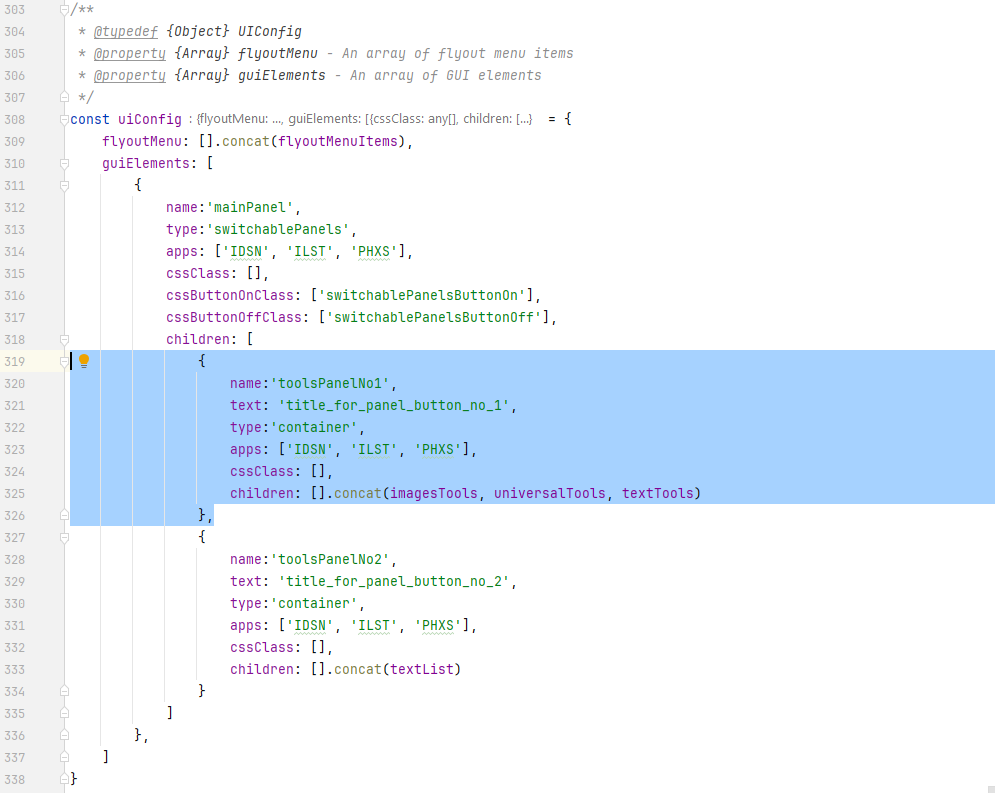 303 /**
304 * @typedef {Object} UIConfig
305 * @property {Array} flyoutMenu - An array of flyout menu items
306 * @property {Array} guiElements - An array of GUI elements
307 */
308 const uiConfig : {flyoutMenu: ..., guiElements: [{cssClass: any[], children: [...} = {
309 flyoutMenu: [].concat(flyoutMenuItems),
310 guiElements: [
311 {
312 name:'mainPanel',
313 type:'switchablePanels',
314 apps: ['IDSN', 'ILST', 'PHXS'],
315 cssClass: [],
316 cssButtonOnClass: ['switchablePanelsButtonOn'],
317 cssButtonOffClass: ['switchablePanelsButtonOff'],
318 children: [
319 {
320 name:'toolsPanelNo1',
321 text: 'title_for_panel_button_no_1',
322 type:'container',
323 apps: ['IDSN', 'ILST', 'PHXS'],
324 cssClass: [],
325 children: [].concat(imagesTools, universalTools, textTools)
326 },
327 {
328 name:'toolsPanelNo2',
329 text: 'title_for_panel_button_no_2',
330 type:'container',
331 apps: ['IDSN', 'ILST', 'PHXS'],
332 cssClass: [],
333 children: [].concat(textList)
334 }
335 ]
336 },
337 ]
338 }